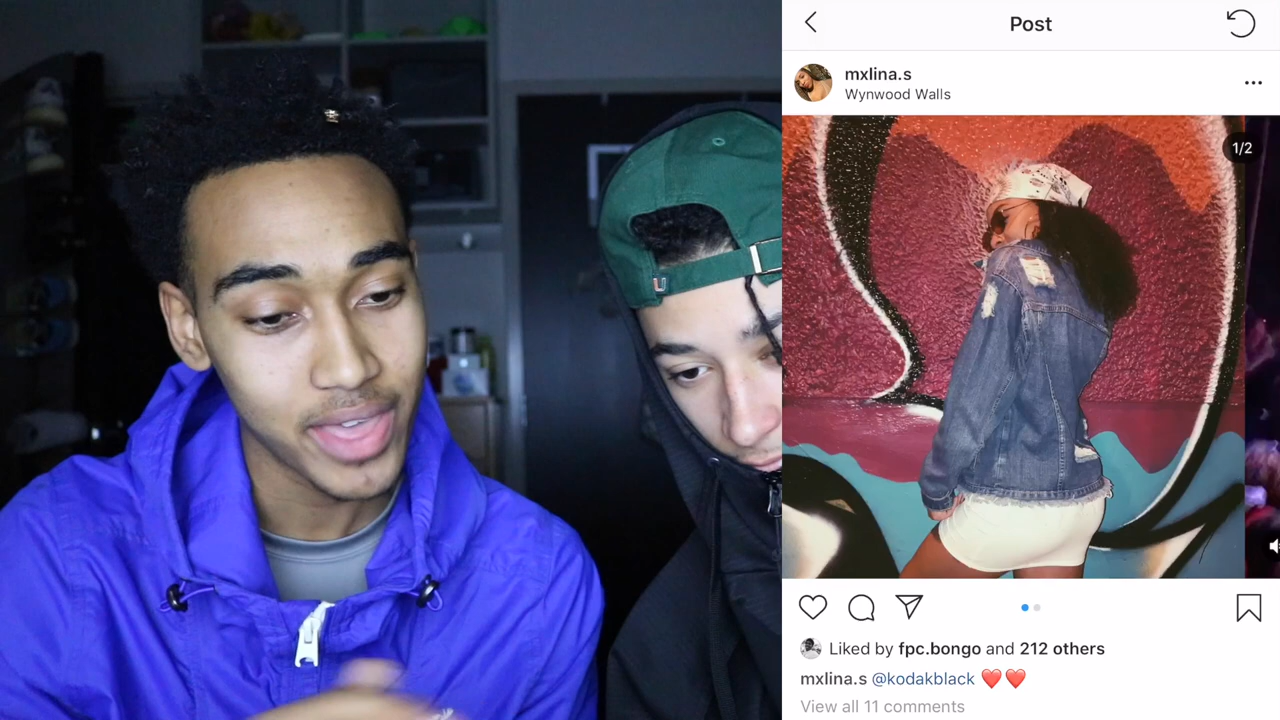 Post
mxlina.s
Wynwood Walls
1/2
U
Liked by fpc.bongo and 212 others
mxlina.s @kodakblack ❤️❤️
View all 11 comments